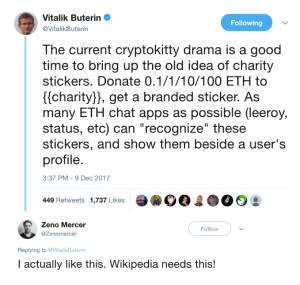 Vitalik Buterin
@VitalikButerin
Following
The current cryptokitty drama is a good
time to bring up the old idea of charity
stickers. Donate 0.1/1/10/100 ETH to
{{charity}}, get a branded sticker. As
many ETH chat apps as possible (leeroy,
status, etc) can "recognize" these
stickers, and show them beside a user's
profile.
3:37 PM - 9 Dec 2017
449 Retweets 1,737 Likes
Zeno Mercer
@Zenomercer
Follow
Replying to @VitalikButerin
I actually like this. Wikipedia needs this!